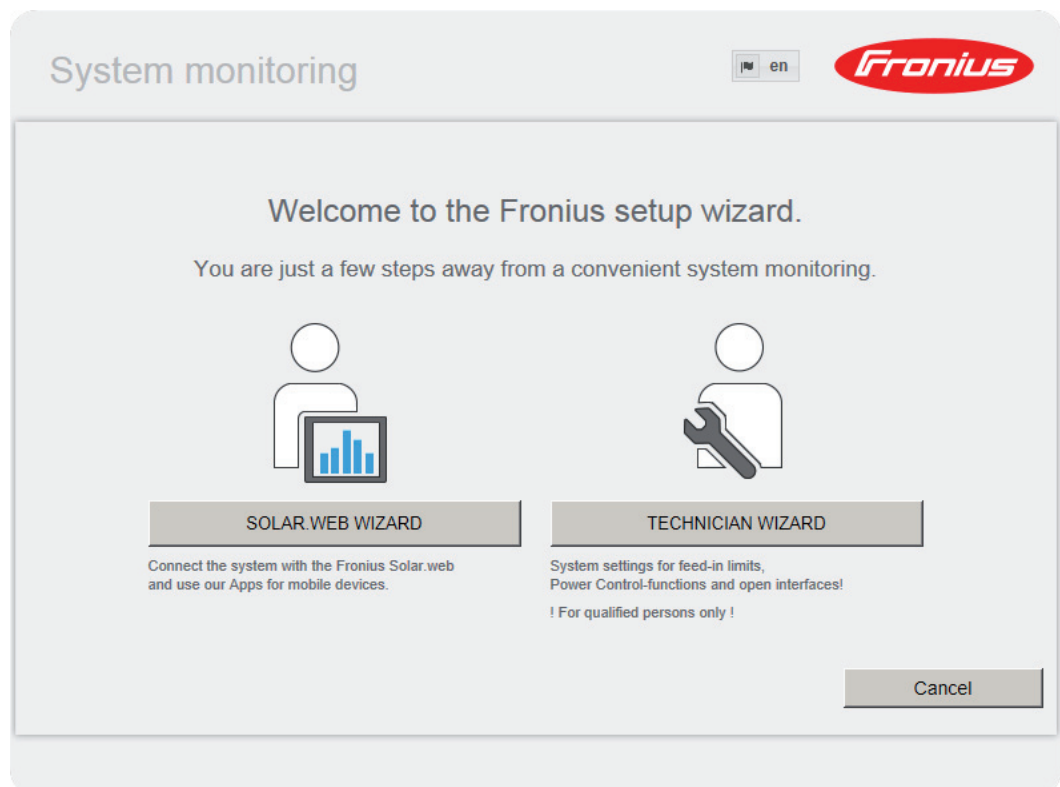 System monitoring
en
Fronius
Welcome to the Fronius setup wizard.
You are just a few steps away from a convenient system monitoring.
SOLAR.WEB WIZARD
Connect the system with the Fronius Solar.web
and use our Apps for mobile devices.
TECHNICIAN WIZARD
System settings for feed-in limits,
Power Control-functions and open interfaces!
! For qualified persons only !
Cancel